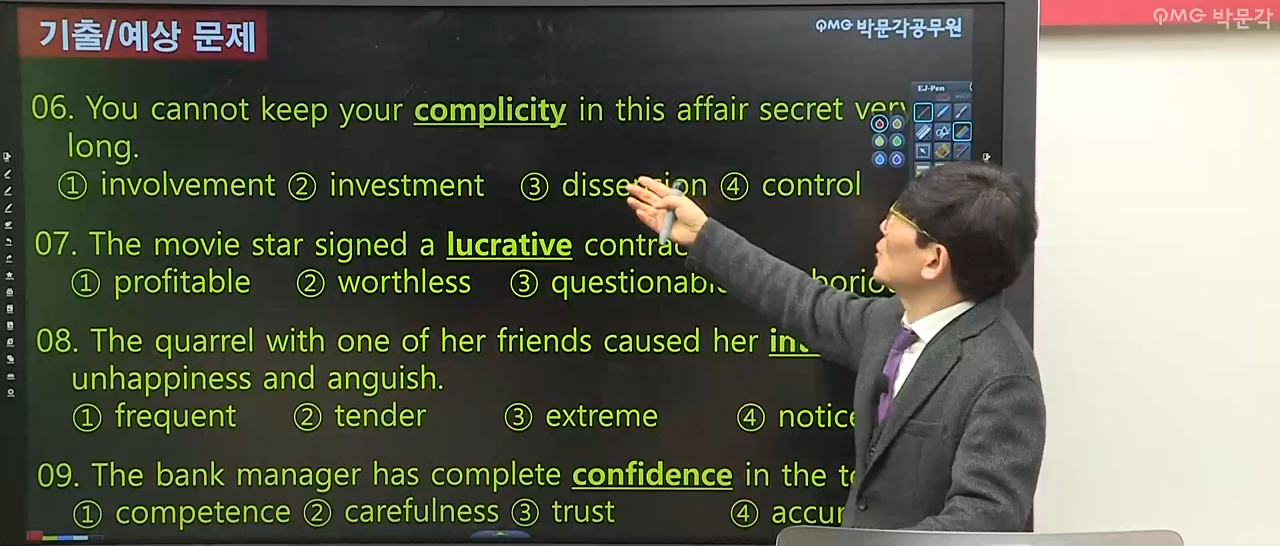 기출/예상 문제
QMG 박문각공무원
QMG 박문각
EJ-Pen
06. You cannot keep your complicity in this affair secret very
long.
① involvement ② investment ③ dissension ④ control
07. The movie star signed a lucrative
① profitable ② worthless ③ questionable
08. The quarrel with one of her friends caused her
unhappiness and anguish.
① frequent ② tender ③ extreme ④
09. The bank manager has complete confidence in the
① competence ② carefulness ③ trust ④